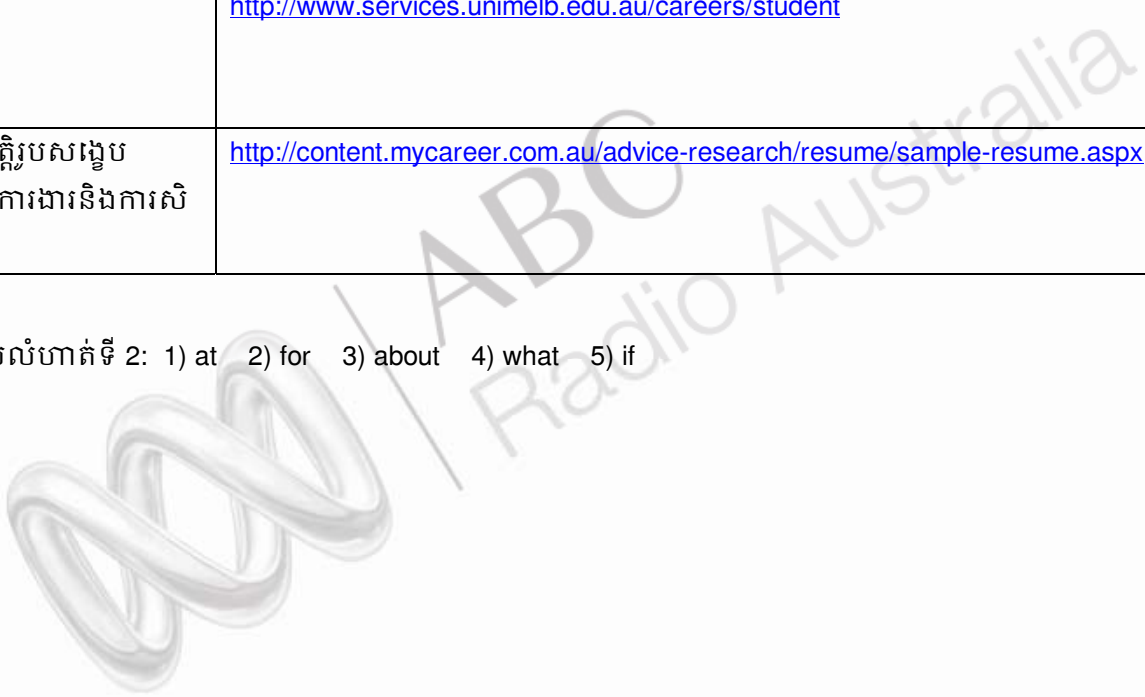 http://www.services.unimelb.edu.au/careers/student
ត្តិរូបសង្ខេប
http://content.mycareer.com.au/advice-research/resume/sample-resume.aspx
ការងារនិងការសិ
លំហាត់ទី 2: 1) at 2) for 3) about 4) what 5) if
ABC
Radio Australia